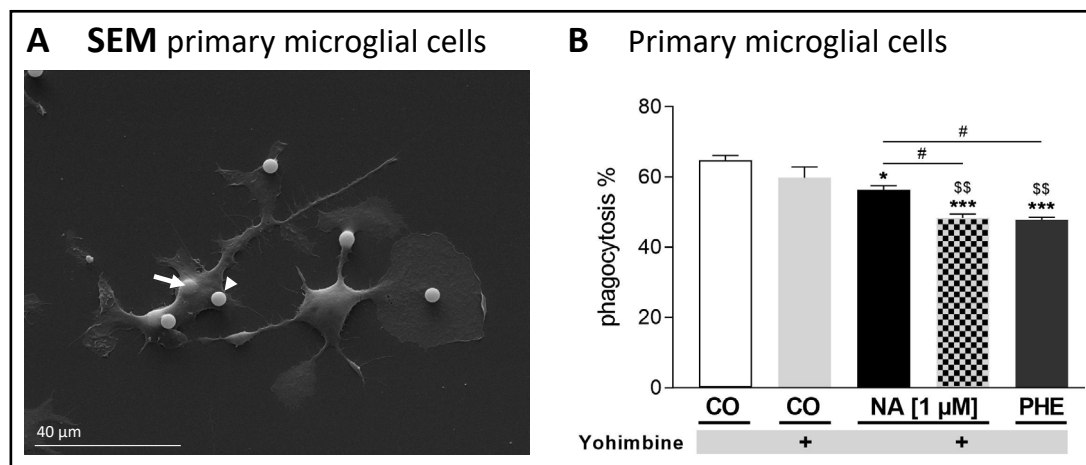 A SEM primary microglial cells
40 µm
B Primary microglial cells
phagocytosis %
80
60
40
20
0
#
#
*
$$
***
$$
***
CO
CO
NA [1 µM]
PHE
Yohimbine
+
+